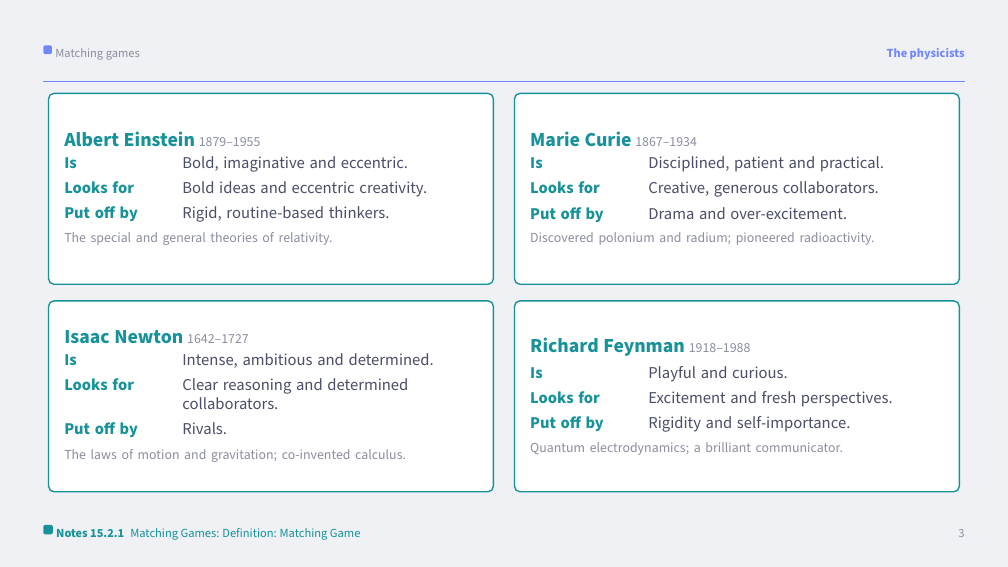 Matching games
The physicists
Albert Einstein 1879–1955
Is Bold, imaginative and eccentric.
Looks for Bold ideas and eccentric creativity.
Put off by Rigid, routine-based thinkers.
The special and general theories of relativity.
Marie Curie 1867–1934
Is Disciplined, patient and practical.
Looks for Creative, generous collaborators.
Put off by Drama and over-excitement.
Discovered polonium and radium; pioneered radioactivity.
Isaac Newton 1642–1727
Is Intense, ambitious and determined.
Looks for Clear reasoning and determined
collaborators.
Put off by Rivals.
The laws of motion and gravitation; co-invented calculus.
Richard Feynman 1918–1988
Is Playful and curious.
Looks for Excitement and fresh perspectives.
Put off by Rigidity and self-importance.
Quantum electrodynamics; a brilliant communicator.
Notes 15.2.1 Matching Games: Definition: Matching Game
3